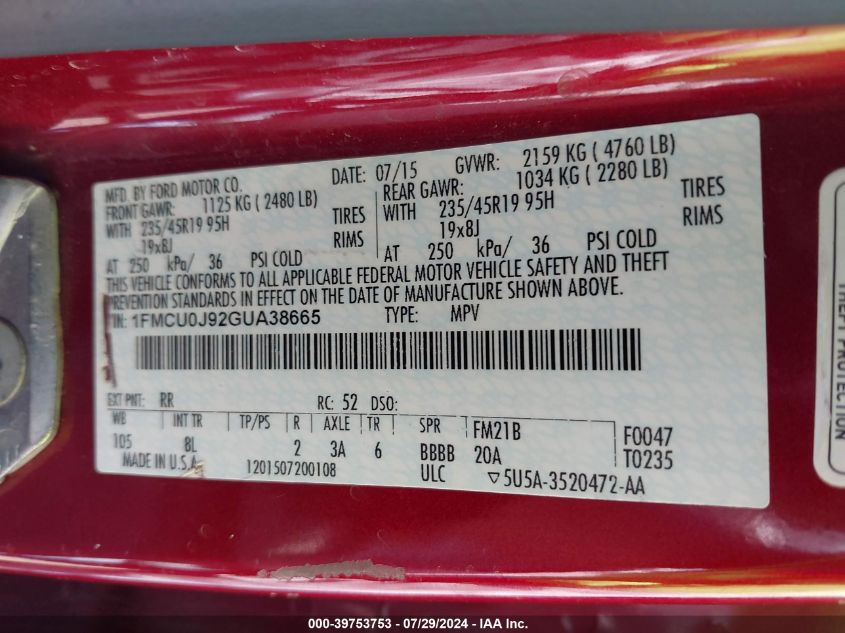 MFD. BY FORD MOTOR CO.
DATE: 07/15 GVWR: 2159 KG ( 4760 LB)
FRONT GAWR: 1125 KG ( 2480 LB) REAR GAWR: 1034 KG ( 2280 LB)
WITH 235/45R19 95H TIRES WITH 235/45R19 95H TIRES
19x8J RIMS 19x8J RIMS
AT 250 kPa/ 36 PSI COLD AT 250 kPa/ 36 PSI COLD
THIS VEHICLE CONFORMS TO ALL APPLICABLE FEDERAL MOTOR VEHICLE SAFETY AND THEFT
PREVENTION STANDARDS IN EFFECT ON THE DATE OF MANUFACTURE SHOWN ABOVE.
VIN: 1FMCU0J92GUA38665 TYPE: MPV
EXT PNT: RR RC: 52 DSO:
WB INT TR TP/PS R AXLE TR SPR FM21B F0047
105 8L 2 3A 6 BBBB 20A T0235
MADE IN U.S.A. 1201507200108 ULC ▽5U5A-3520472-AA
T PROTECTION
000-39753753 - 07/29/2024 - IAA Inc.